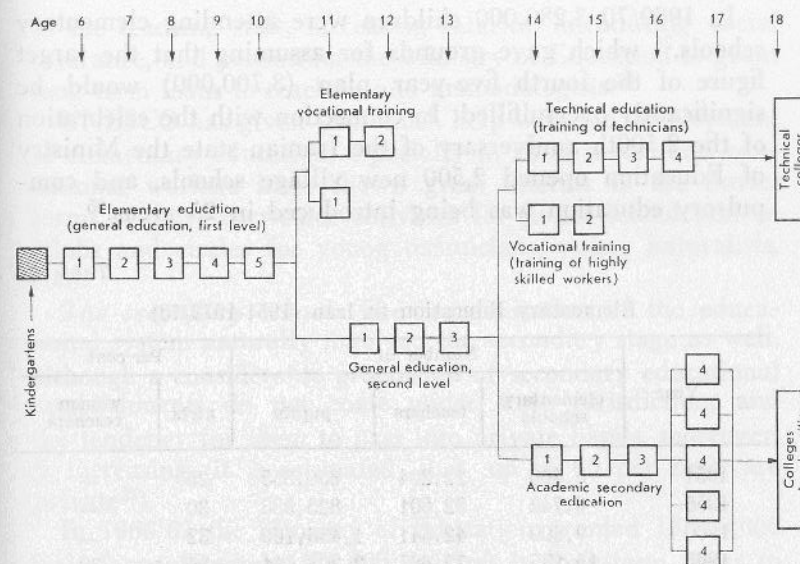 Age 6 8 9 10 11 12 13 14 15 16 17 18
Elementary
vocational training
1 2
1
Technical education
(training of technicians)
1 2 3 4
Technical
colleges
1 2
Vocational training
(training of highly
skilled workers)
Elementary education
(general education, first level)
1 2 3 4 5
Kindergartens
1 2 3
General education,
second level
4
4
1 2 3 4
4
4
Academic secondary
education
Colleges